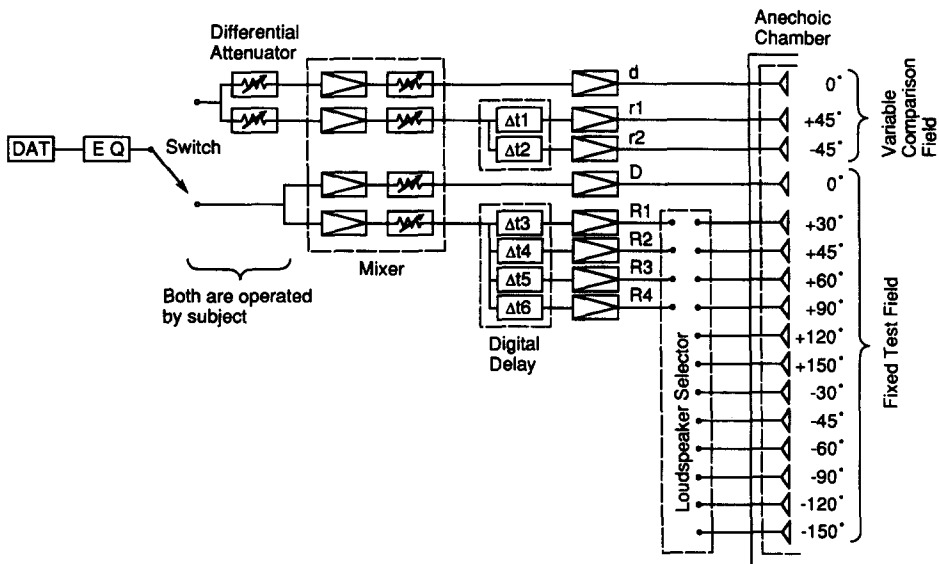 Differential
Attenuator
Mixer
Anechoic
Chamber
d
0°
Δt1
r1
+45°
Δt2
r2
-45°
Variable
Comparison
Field
DAT
EQ
Switch
D
0°
Δt3
R1
+30°
Δt4
R2
+45°
Δt5
R3
+60°
Δt6
R4
+90°
Mixer
Both are operated
by subject
Digital
Delay
Loudspeaker Selector
+120°
+150°
-30°
-45°
-60°
-90°
-120°
-150°
Fixed Test Field